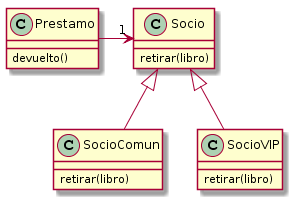 C Prestamo
1
C Socio
devuelto()
retirar(libro)
C SocioComun
C SocioVIP
retirar(libro)
retirar(libro)